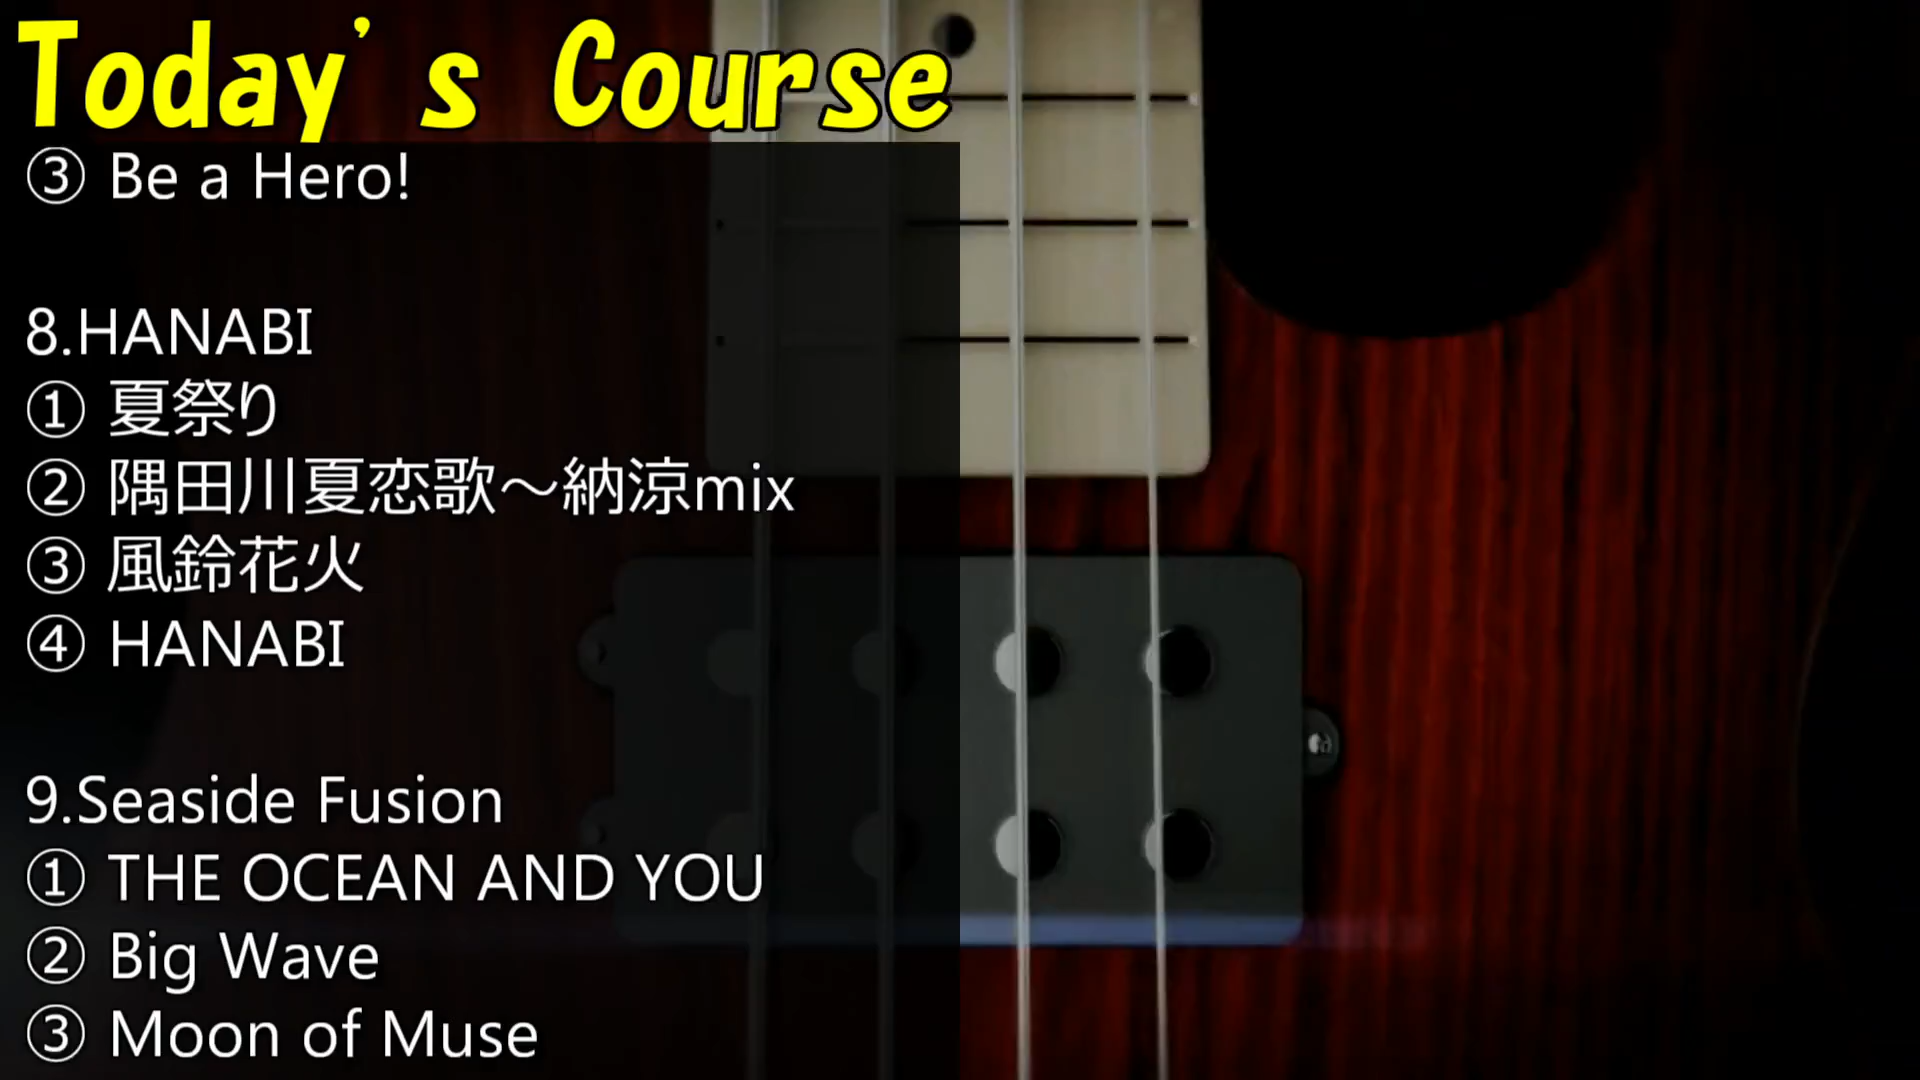 Today's Course
③ Be a Hero!
8.HANABI
① 夏祭り
② 隅田川夏恋歌～納涼mix
③ 風鈴花火
④ HANABI
9.Seaside Fusion
① THE OCEAN AND YOU
② Big Wave
③ Moon of Muse